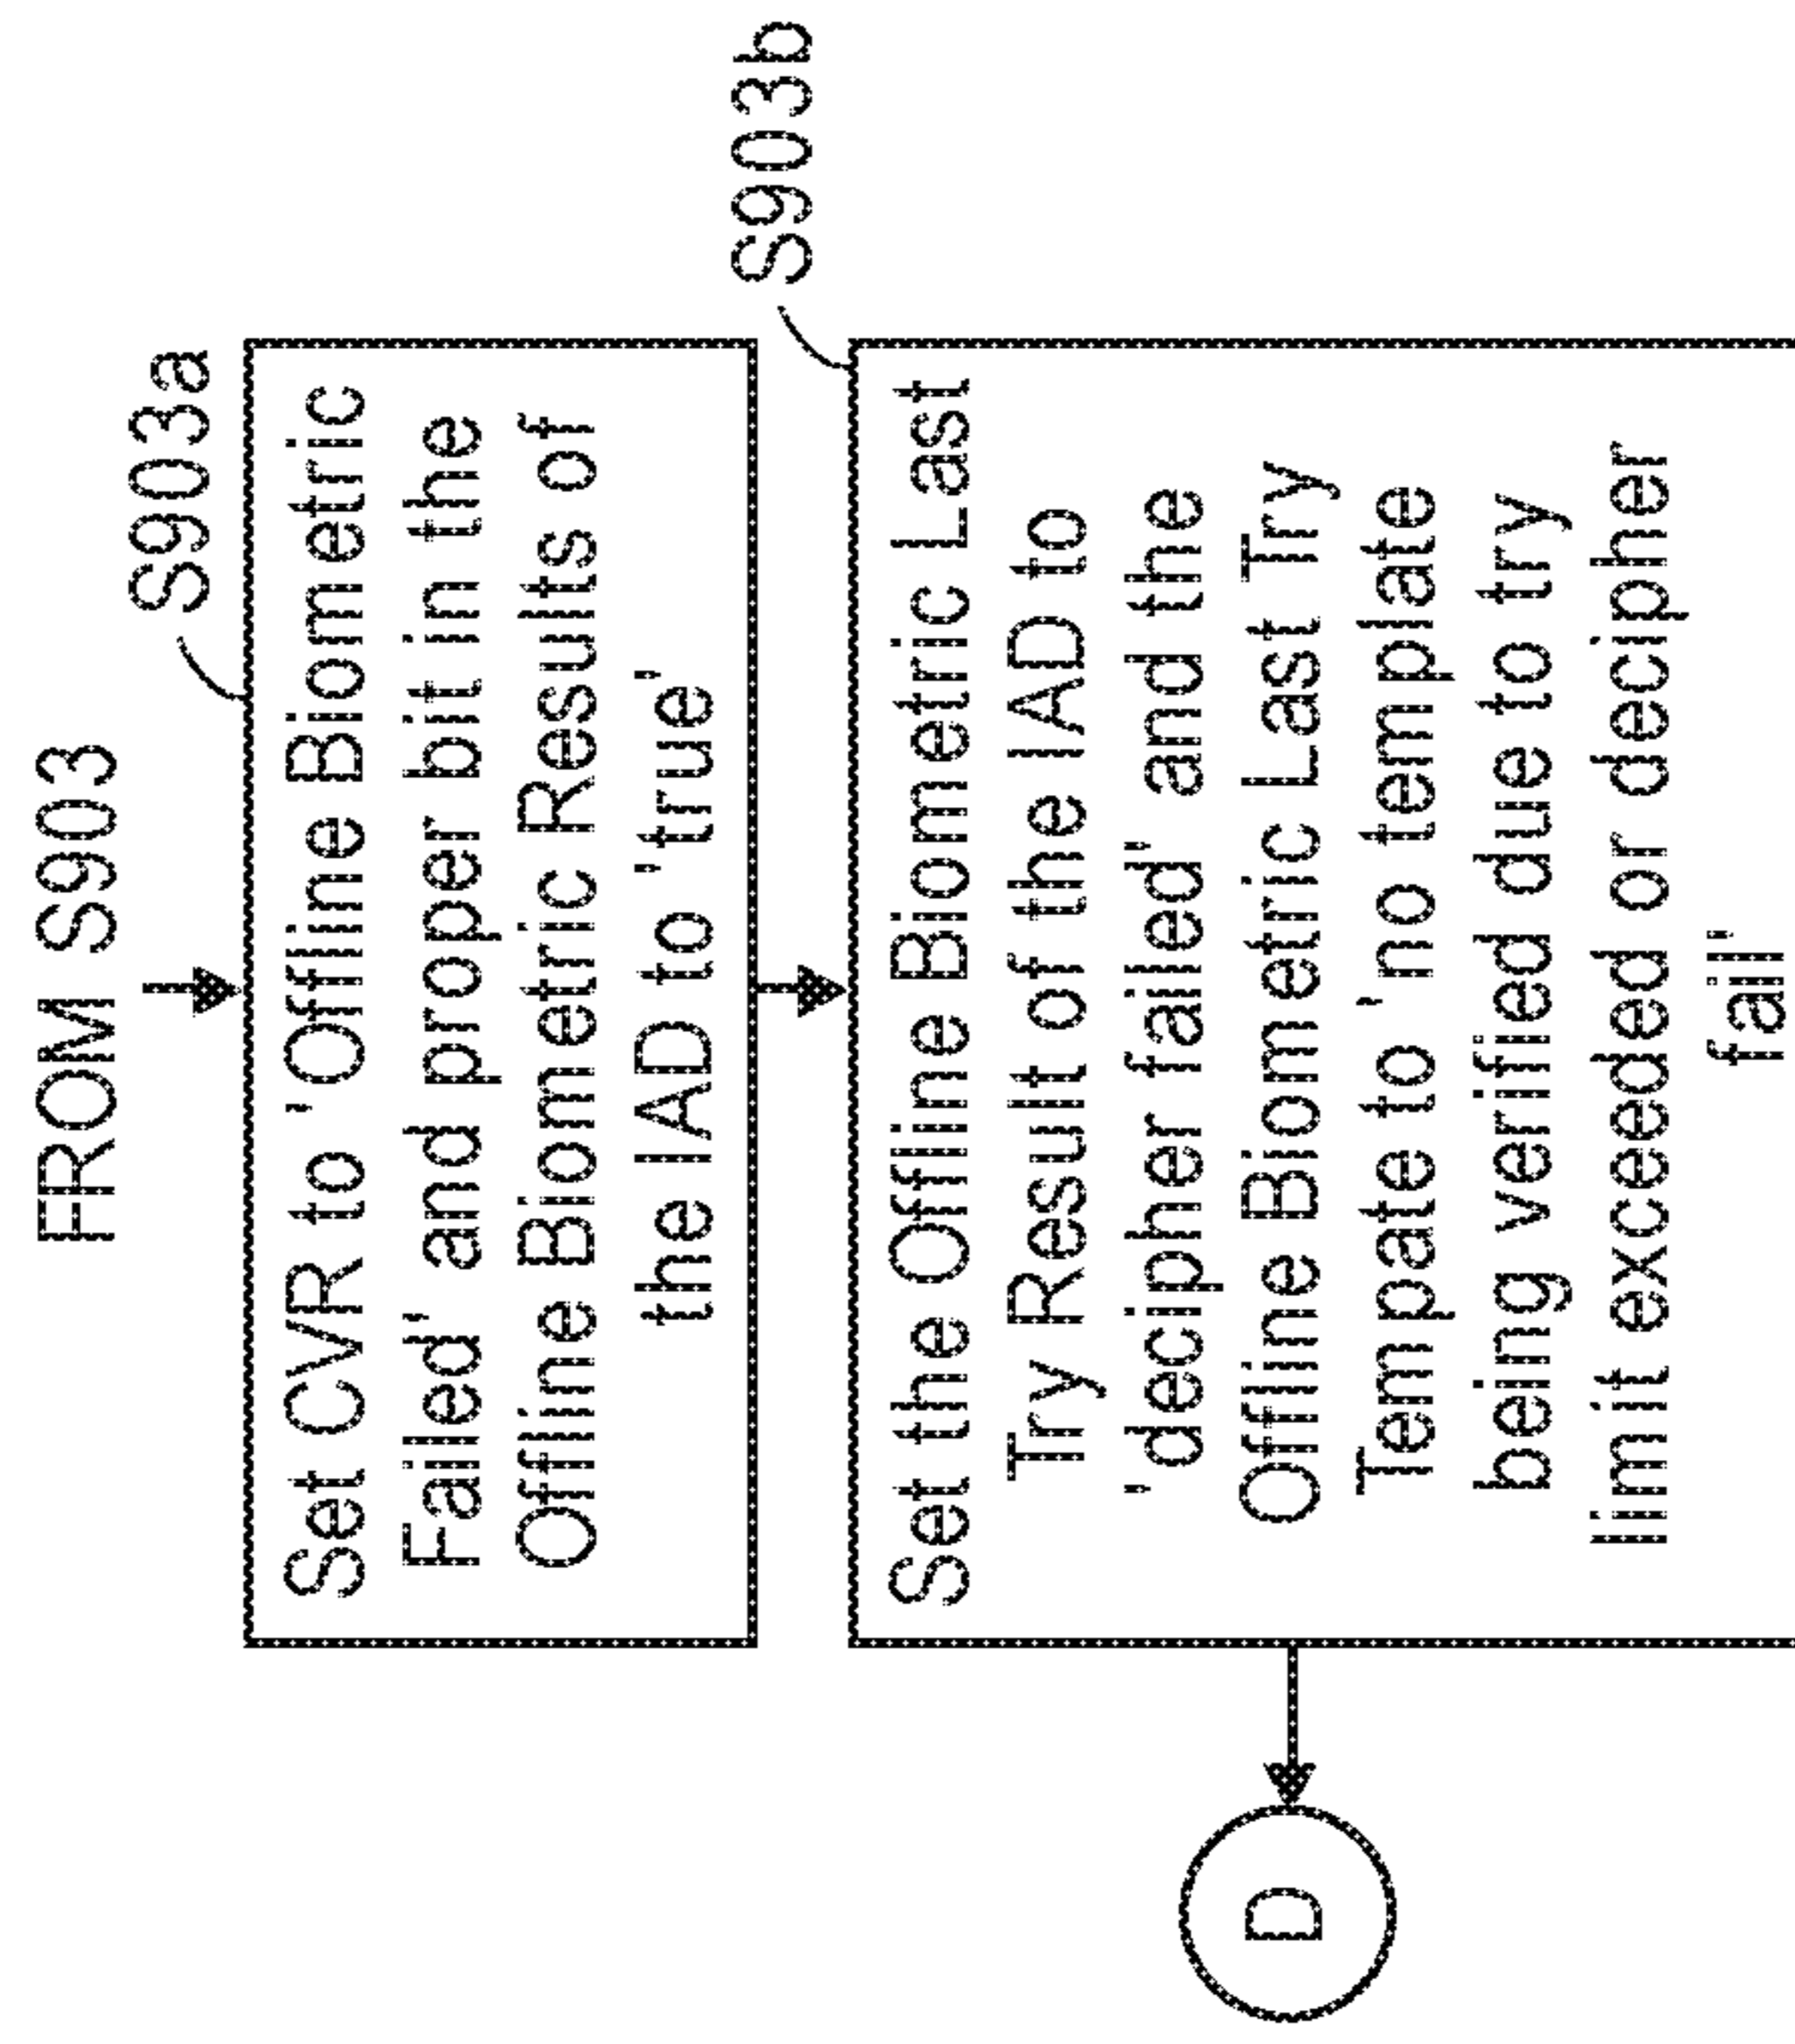 FROM S903
S903a
Set CVR to 'Offline Biometric
Failed' and proper bit in the
Offline Biometric Results of
the IAD to 'true'
S903b
Set the Offline Biometric Last
Try Result of the IAD to
'decipher failed' and the
Offline Biometric Last Try
Tempate to 'no template
being verified due to try
limit exceeded or decipher
fail'
D